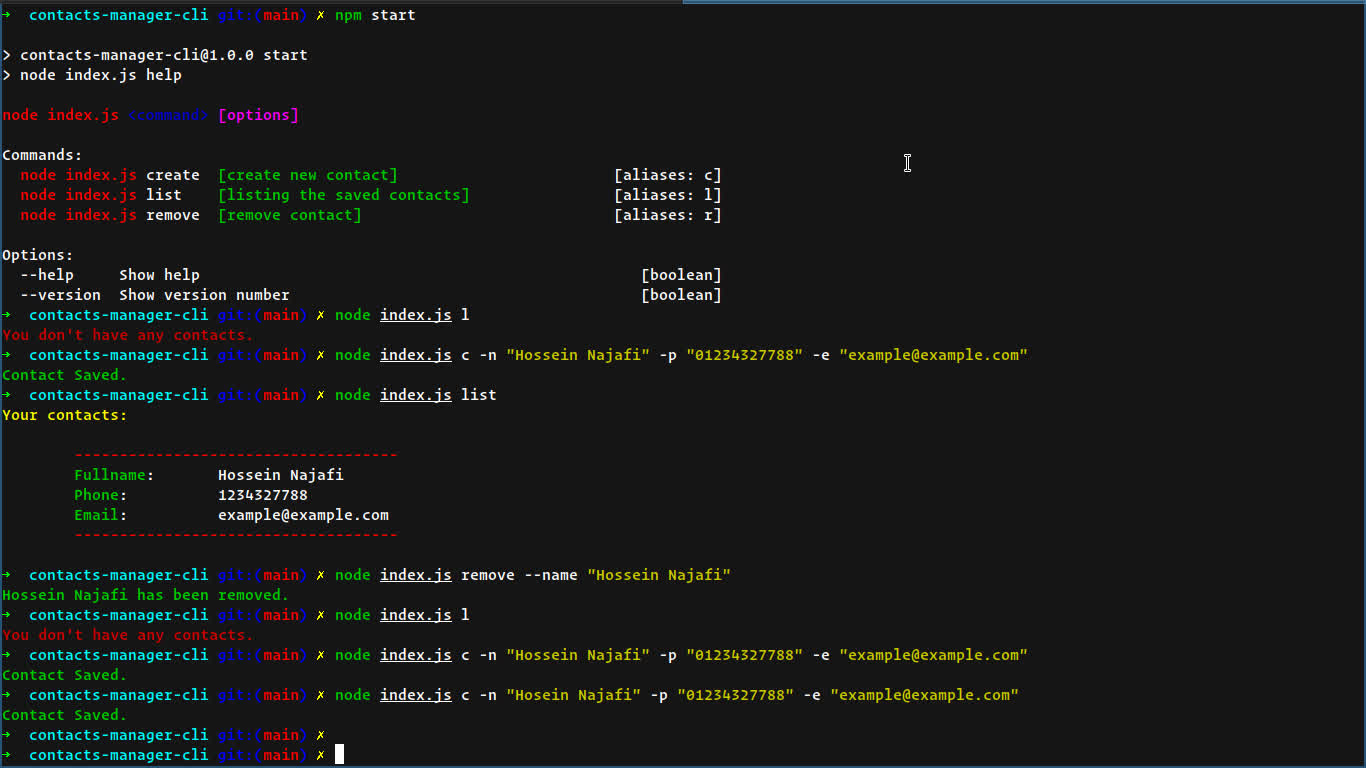 ➜  contacts-manager-cli git:(main) ✗ npm start
> contacts-manager-cli@1.0.0 start
> node index.js help
node index.js <command> [options]
Commands:
  node index.js create  [create new contact]                        [aliases: c]
  node index.js list    [listing the saved contacts]                [aliases: l]
  node index.js remove  [remove contact]                            [aliases: r]
Options:
  --help     Show help                                                 [boolean]
  --version  Show version number                                       [boolean]
➜  contacts-manager-cli git:(main) ✗ node index.js l
You don't have any contacts.
➜  contacts-manager-cli git:(main) ✗ node index.js c -n "Hossein Najafi" -p "01234327788" -e "example@example.com"
Contact Saved.
➜  contacts-manager-cli git:(main) ✗ node index.js list
Your contacts:
------------------------------------
Fullname:       Hossein Najafi
Phone:          1234327788
Email:          example@example.com
------------------------------------
➜  contacts-manager-cli git:(main) ✗ node index.js remove --name "Hossein Najafi"
Hossein Najafi has been removed.
➜  contacts-manager-cli git:(main) ✗ node index.js l
You don't have any contacts.
➜  contacts-manager-cli git:(main) ✗ node index.js c -n "Hossein Najafi" -p "01234327788" -e "example@example.com"
Contact Saved.
➜  contacts-manager-cli git:(main) ✗ node index.js c -n "Hosein Najafi" -p "01234327788" -e "example@example.com"
Contact Saved.
➜  contacts-manager-cli git:(main) ✗
➜  contacts-manager-cli git:(main) ✗